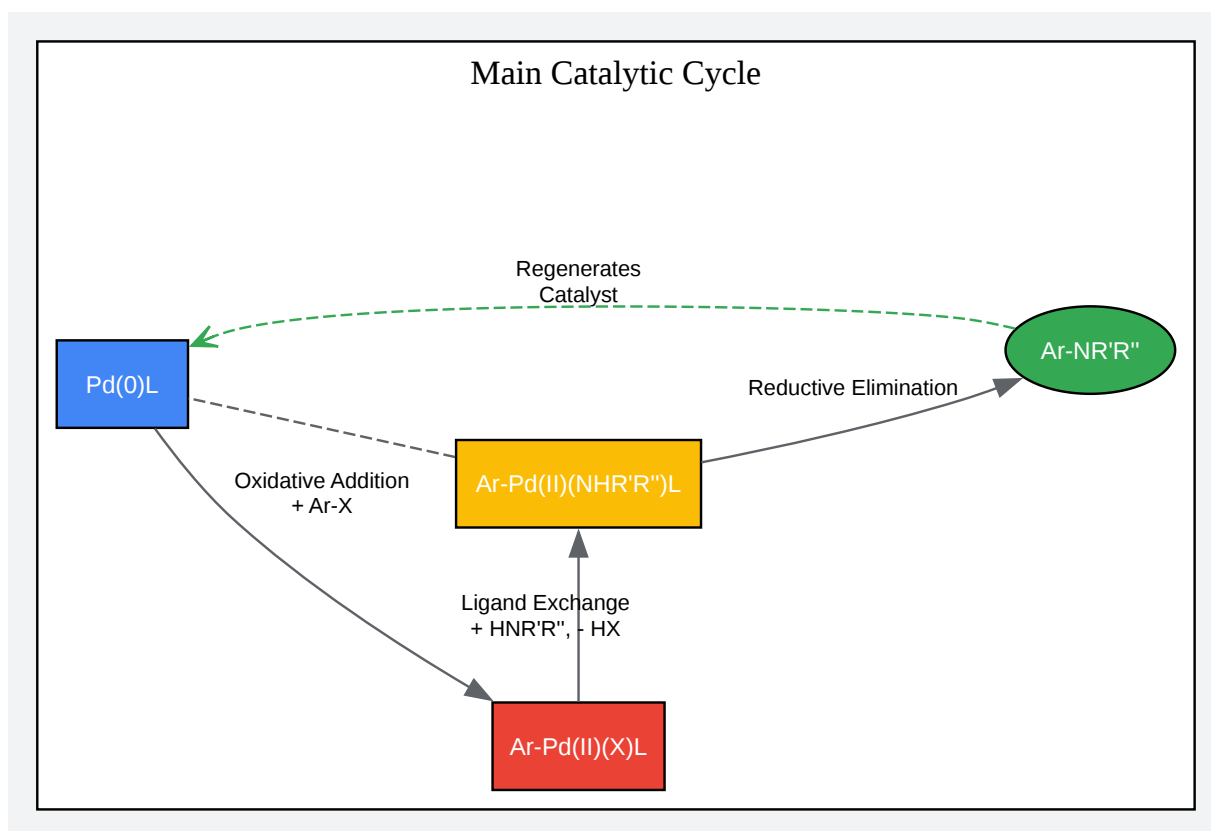 Main Catalytic Cycle
Regenerates
Catalyst
Ar-NR'R"
Pd(0)L
Reductive Elimination
Oxidative Addition
+ Ar-X
Ar-Pd(II)(NHR'R")L
Ligand Exchange
+ HNR'R", - HX
Ar-Pd(II)(X)L